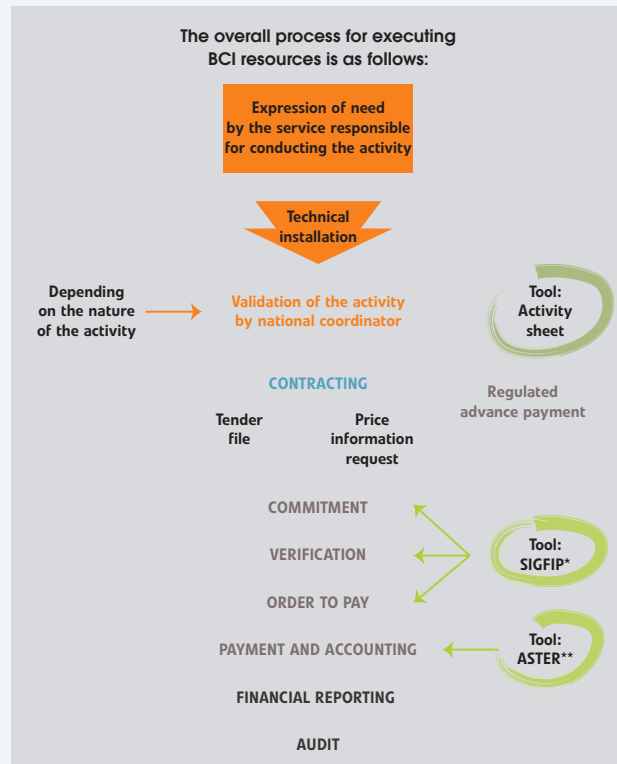 The overall process for executing
BCI resources is as follows:
Expression of need
by the service responsible
for conducting the activity
Technical
installation
Depending
on the nature
of the activity
Validation of the activity
by national coordinator
Tool:
Activity
sheet
CONTRACTING
Regulated
advance payment
Tender
file
Price
information
request
COMMITMENT
VERIFICATION
ORDER TO PAY
Tool:
SIGFIP*
PAYMENT AND ACCOUNTING
Tool:
ASTER**
FINANCIAL REPORTING
AUDIT